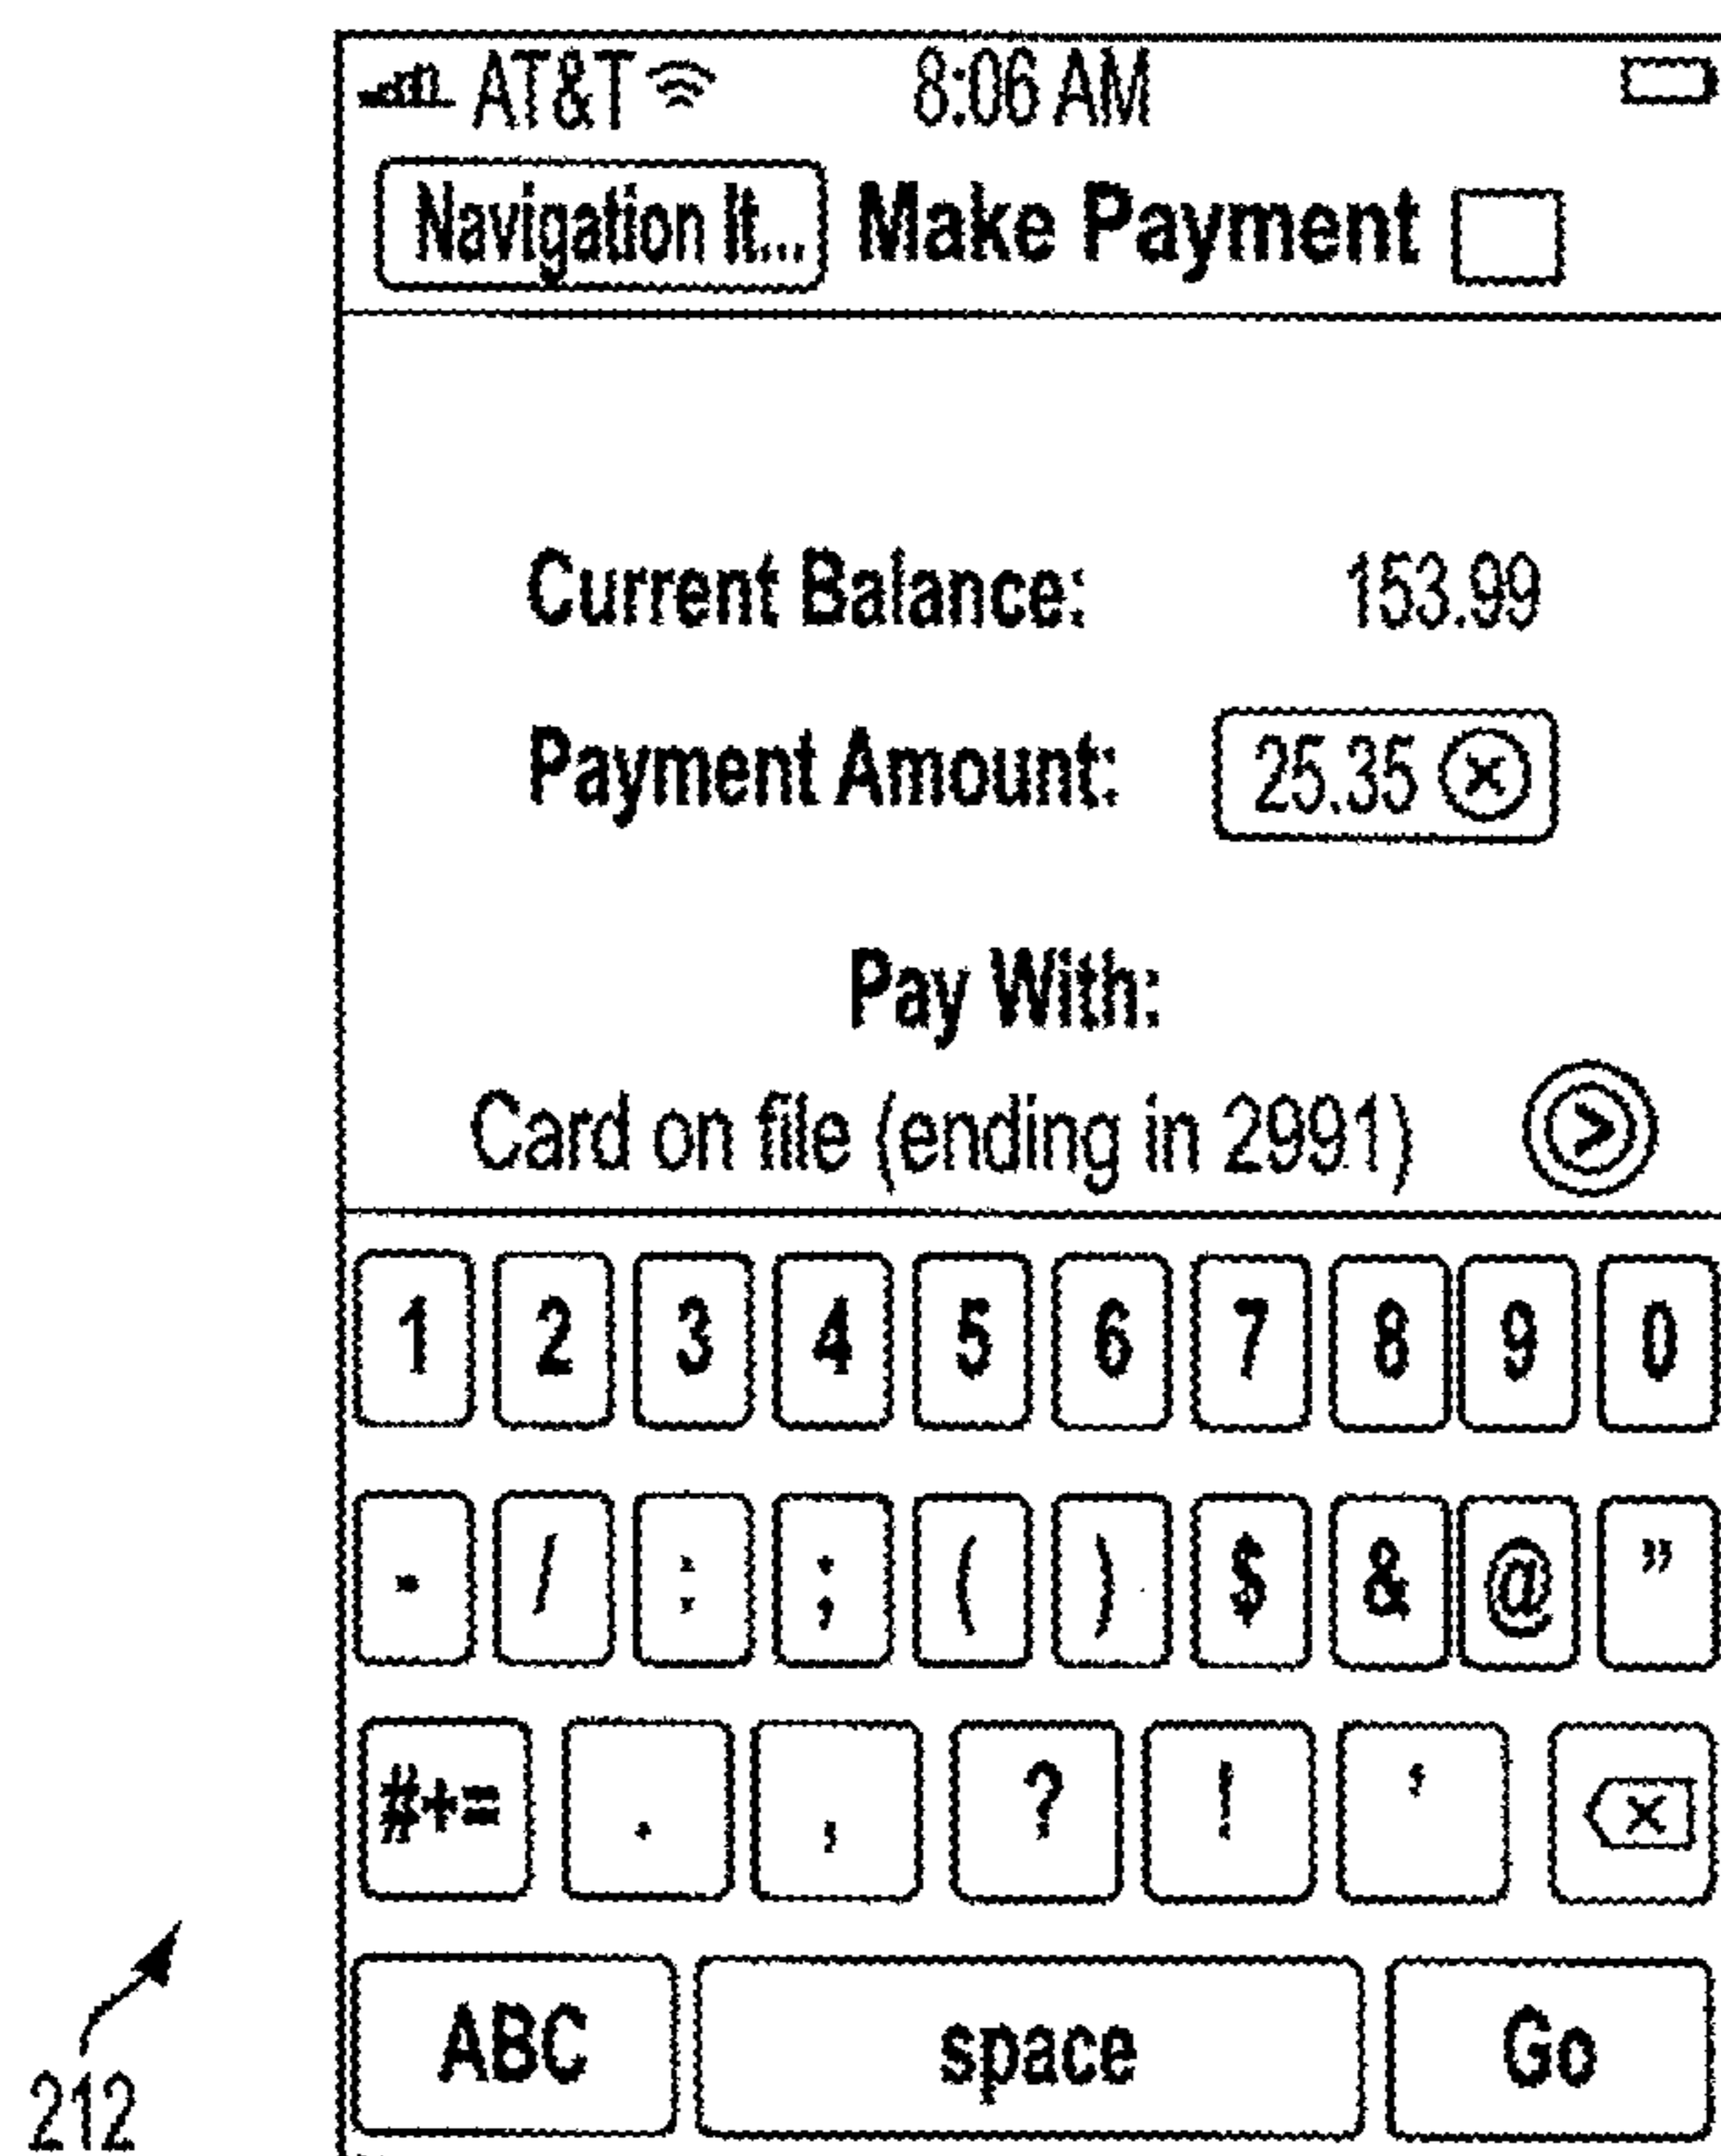 AT&T 8:06 AM
Navigation It... Make Payment
Current Balance: 153.99
Payment Amount: 25.35
Pay With:
Card on file (ending in 2991)
1 2 3 4 5 6 7 8 9 0
- / : ; ( ) $ & @ ”
#+= . , ? ! ‘
ABC space Go
212